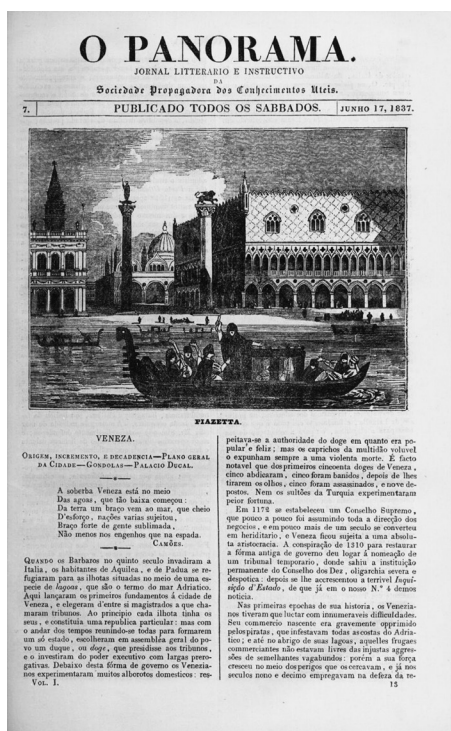 O PANORAMA.
JORNAL LITTERARIO E INSTRUCTIVO
DA
Sociedade Propagadora dos Conhecimentos Uteis.
7.
PUBLICADO TODOS OS SABBADOS.
JUNHO 17, 1837.
PIAZETTA.
VENEZA.
ORIGEM, INCREMENTO, E DECADENCIA—PLANO GERAL
DA CIDADE—GONDOLAS—PALACIO DUCAL.
A soberba Veneza está no meio
Das agoas, que tão baixa começou:
Da terra um braço vem ao mar, que cheio
D'esforço, nações varias sujeitou,
Braço forte de gente sublimada,
Não menos nos engenhos que na espada.
CAMÕES.
QUANDO os Barbaros no quinto seculo invadiram a
Italia, os habitantes de Aquilea, e de Padua se re-
fugiaram para as ilhotas situadas no meio de uma es-
pecie de lagoas, que são o termo do mar Adriatico.
Aqui lançaram os primeiros fundamentos á cidade de
Veneza, e elegeram d'entre si magistrados a que cha-
maram tribunos. Ao principio cada ilhota tinha os
seus, e constituia uma republica particular: mas com
o andar dos tempos reunindo-se todas para formarem
um só estado, escolheram em assemblea geral do po-
vo um duque, ou doge, que presidisse aos tribunos,
e o investiram do poder executivo com largas prero-
gativas. Debaixo desta fórma de governo os Venezia-
nos experimentaram muitos alborotos domesticos: res-
VOL. I.
peitava-se a authoridade do doge em quanto era po-
pular e feliz; mas os caprichos da multidão voluvel
o expunham sempre a uma violenta morte. É facto
notavel que dos primeiros cincoenta doges de Veneza,
cinco abdicaram, cinco foram banidos, depois de lhes
tirarem os olhos, cinco foram assassinados, e nove de-
postos. Nem os sultões da Turquia experimentaram
peior fortuna.
Em 1172 se estabeleceu um Conselho Supremo,
que pouco a pouco foi assumindo toda a direcção dos
negocios, e em pouco mais de um seculo se converteu
em heriditario, e Veneza ficou sujeita a uma absolu-
ta aristocracia. A conspiração de 1310 para restaurar
a fórma antiga de governo deu logar á nomeação de
um tribunal temporario, donde sahiu a instituição
permanente do Conselho dos Dez, oligarchia severa e
despotica: depois se lhe accrescentou a terrivel Inqui-
sição d'Estado, de que já em o nosso N.º 4 demos
noticia.
Nas primeiras epochas de sua historia, os Venezia-
nos tiveram que luctar com innumeraveis difficuldades.
Seu commercio nascente era gravemente opprimido
pelos piratas, que infestavam todas as costas do Adria-
tico; e até no abrigo de suas lagoas, aquelles frugaes
commerciantes não estavam livres das injustas aggres-
sões de semelhantes vagabundos: porém a sua força
cresceu no meio dos perigos que os cercavam, e já nos
seculos nono e decimo empregavam na defeza da re-
15